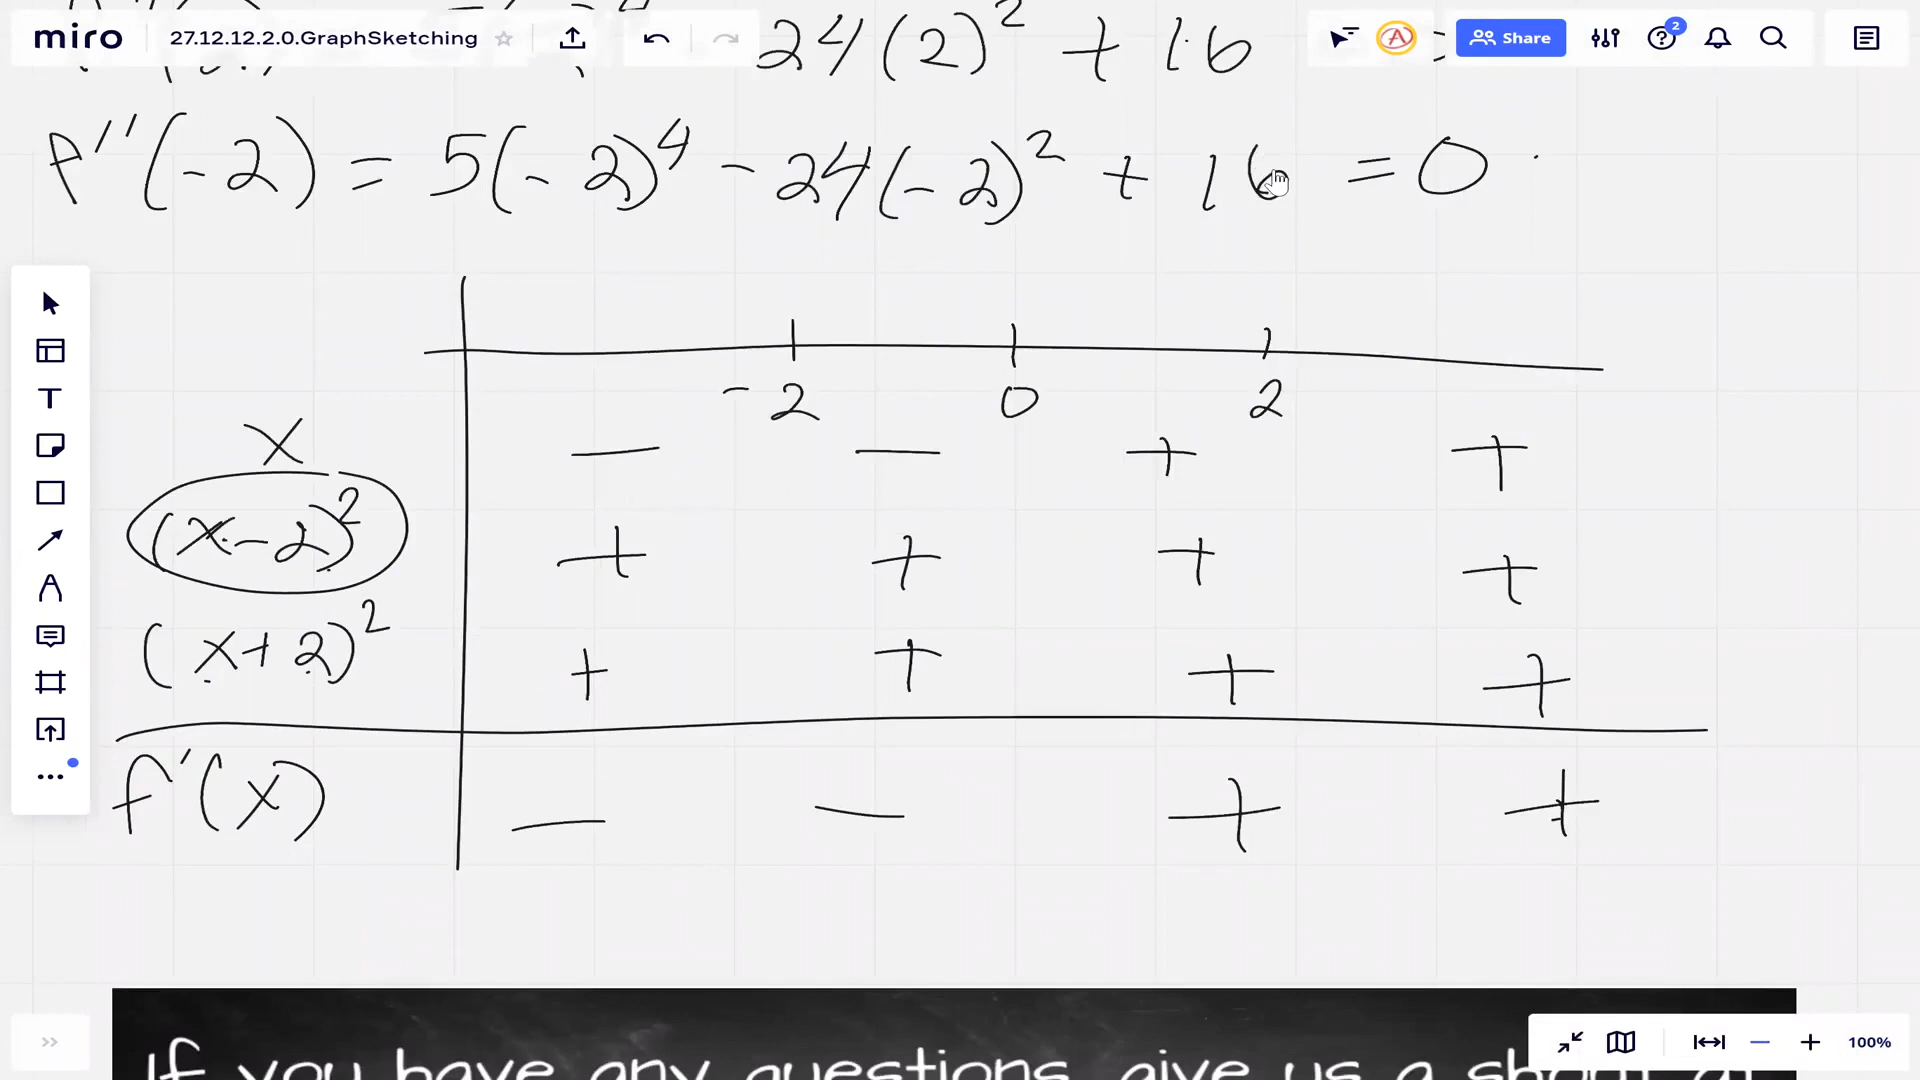 miro 27.12.12.2.0.GraphSketching Share 2
24(2)² + 16
f''(-2) = 5(-2)⁴ - 24(-2)² + 16 = 0
-2 0 2
x — — + +
(x-2)² + + + +
(x+2)² + + + +
f'(x) — — + +
If you have any questions, give us a
100%